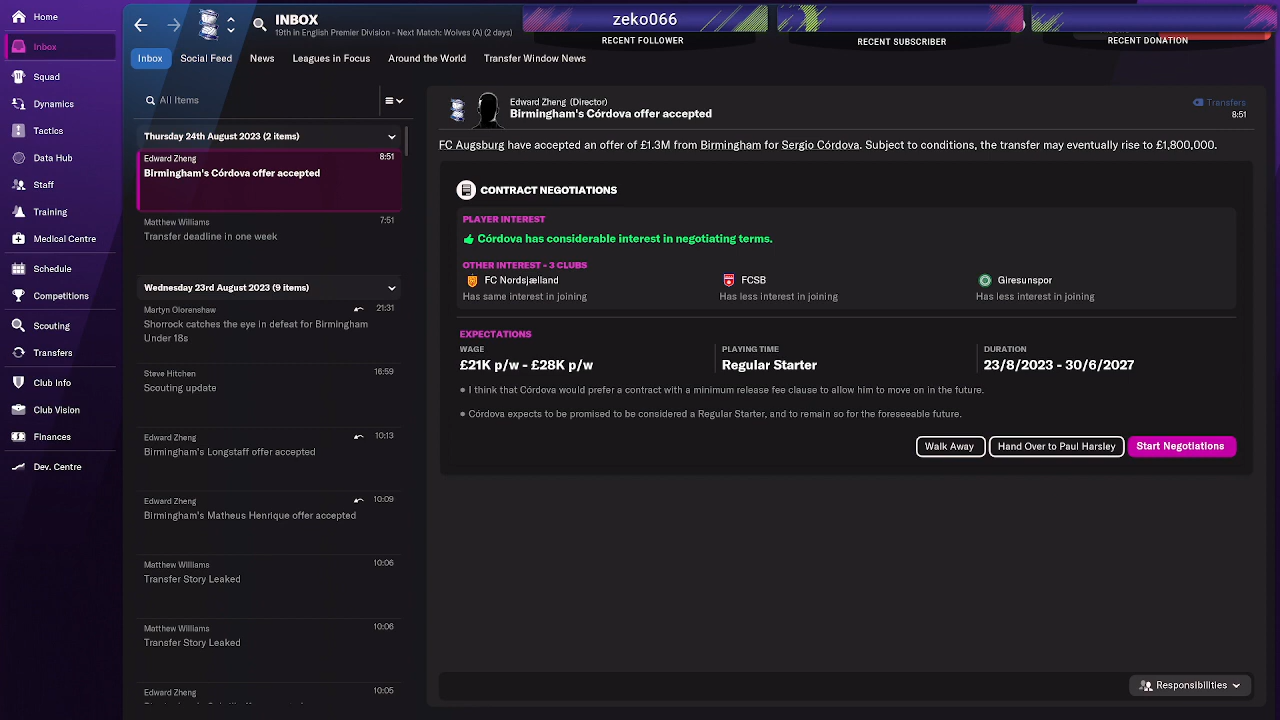 Home
Inbox
Squad
Dynamics
Tactics
Data Hub
Staff
Training
Medical Centre
Schedule
Competitions
Scouting
Transfers
Club Info
Club Vision
Finances
Dev. Centre
INBOX
19th in English Premier Division - Next Match: Wolves (A) (2 days)
zeko066
RECENT FOLLOWER
RECENT SUBSCRIBER
RECENT DONATION
Inbox
Social Feed
News
Leagues in Focus
Around the World
Transfer Window News
All Items
Thursday 24th August 2023 (2 items)
Edward Zheng
8:51
Birmingham's Córdova offer accepted
Matthew Williams
7:51
Transfer deadline in one week
Wednesday 23rd August 2023 (9 items)
Martyn Olorenshaw
21:31
Shorrock catches the eye in defeat for Birmingham
Under 18s
Steve Hitchen
16:59
Scouting update
Edward Zheng
10:13
Birmingham's Longstaff offer accepted
Edward Zheng
10:09
Birmingham's Matheus Henrique offer accepted
Matthew Williams
10:06
Transfer Story Leaked
Matthew Williams
10:06
Transfer Story Leaked
Edward Zheng
10:05
Edward Zheng (Director)
Birmingham's Córdova offer accepted
Transfers
8:51
FC Augsburg have accepted an offer of £1.3M from Birmingham for Sergio Córdova. Subject to conditions, the transfer may eventually rise to £1,800,000.
CONTRACT NEGOTIATIONS
PLAYER INTEREST
Córdova has considerable interest in negotiating terms.
OTHER INTEREST - 3 CLUBS
FC Nordsjælland
Has same interest in joining
FCSB
Has less interest in joining
Giresunspor
Has less interest in joining
EXPECTATIONS
WAGE
£21K p/w - £28K p/w
PLAYING TIME
Regular Starter
DURATION
23/8/2023 - 30/6/2027
I think that Córdova would prefer a contract with a minimum release fee clause to allow him to move on in the future.
Córdova expects to be promised to be considered a Regular Starter, and to remain so for the foreseeable future.
Walk Away
Hand Over to Paul Harsley
Start Negotiations
Responsibilities